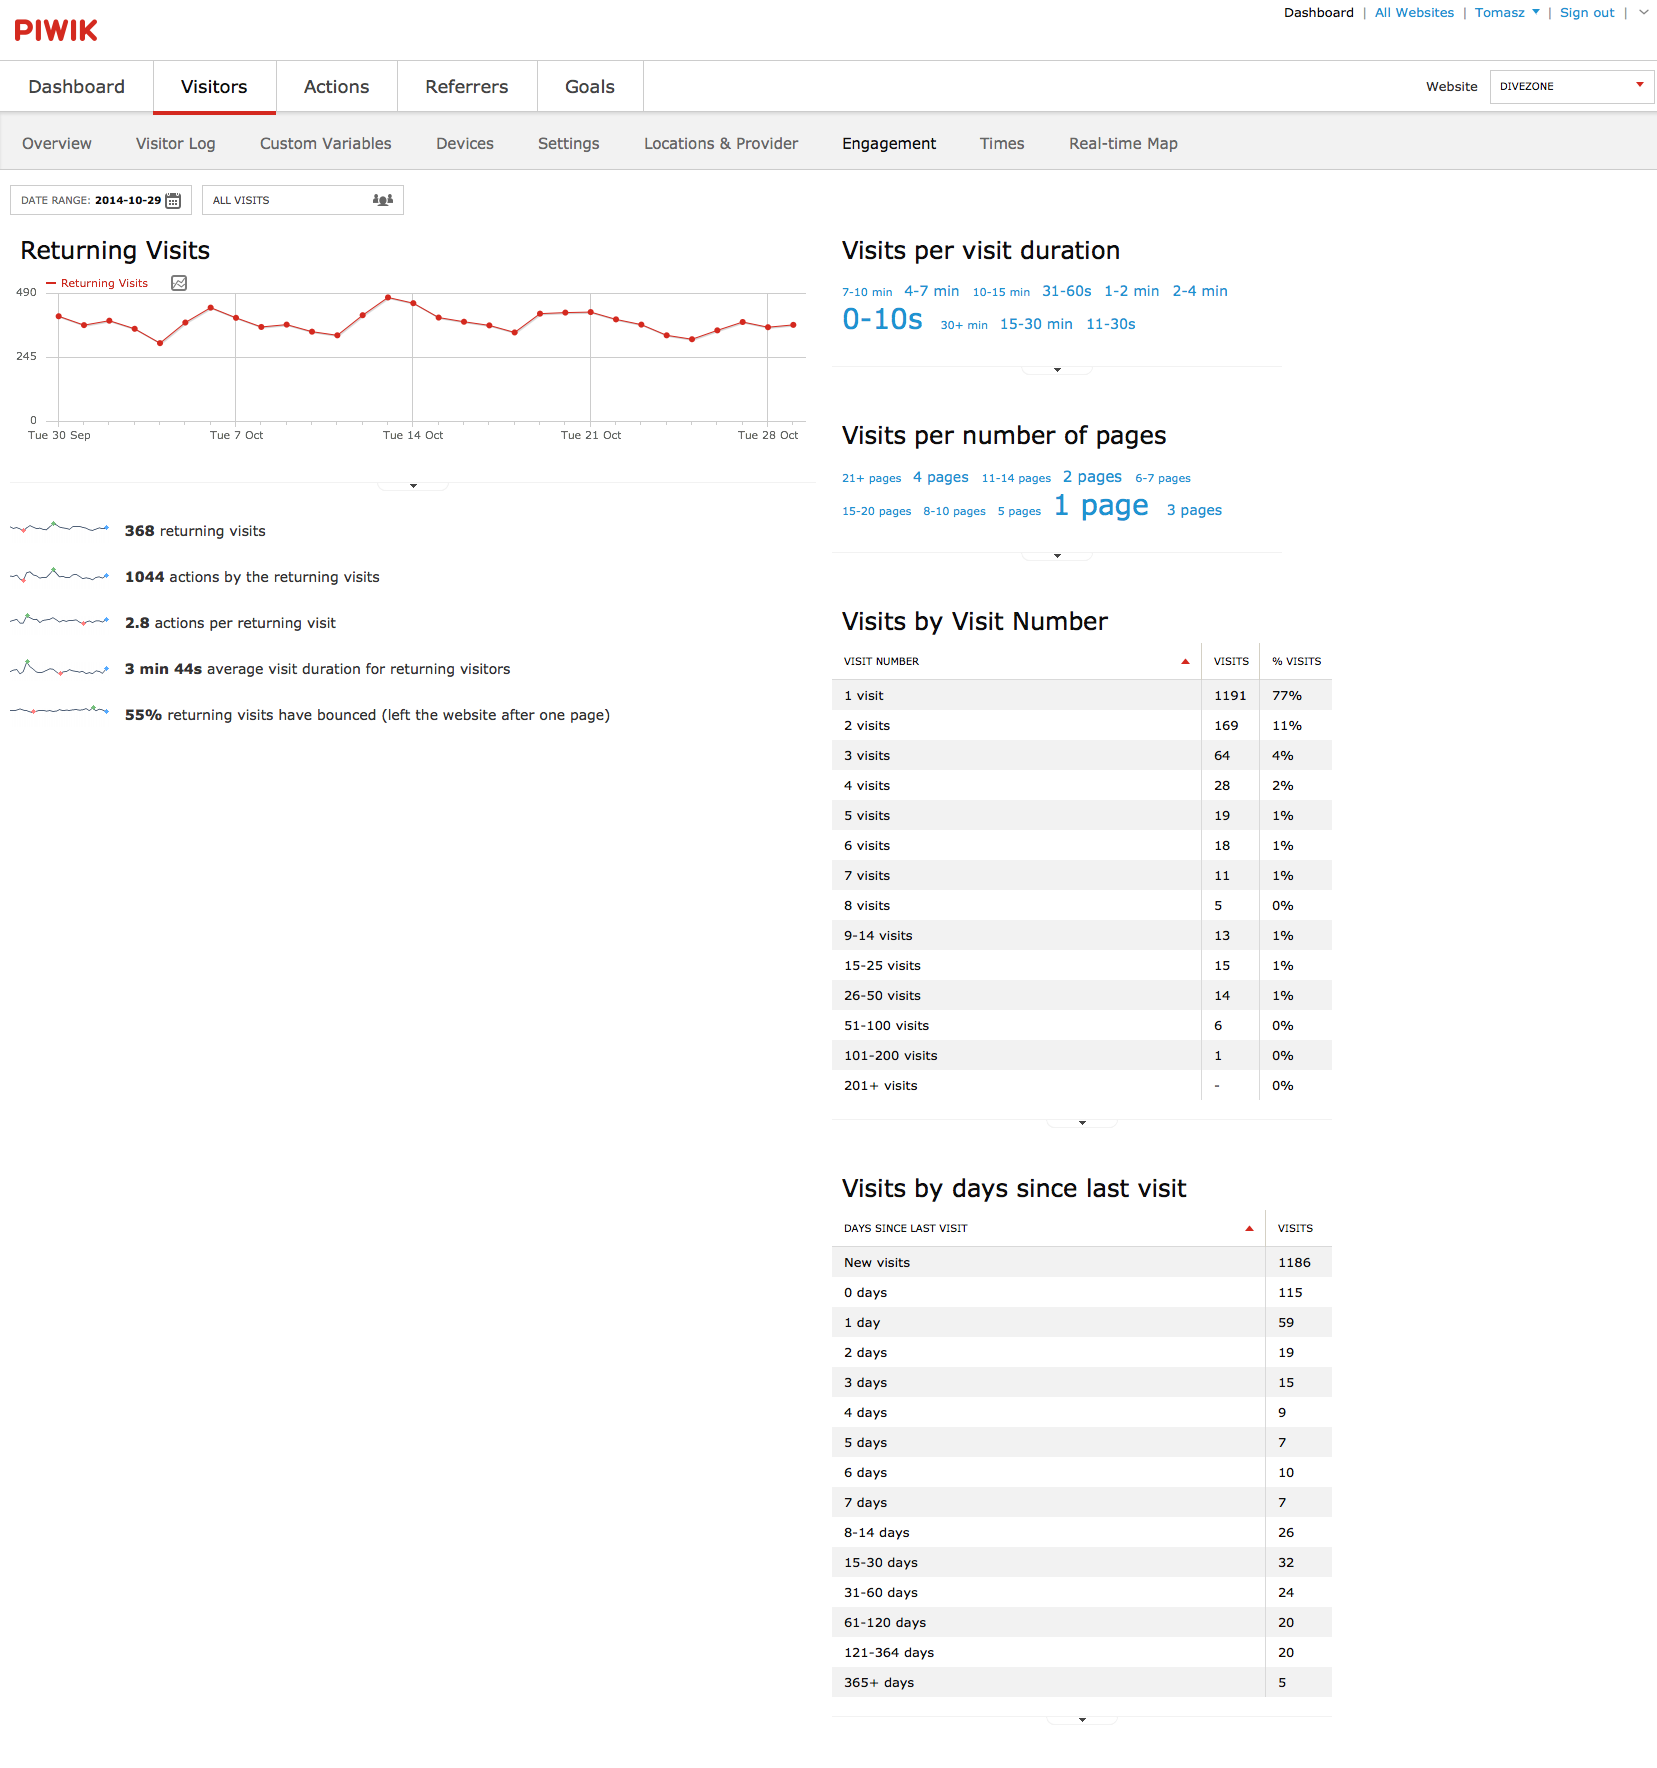 PIWIK
Dashboard | All Websites | Tomasz | Sign out |
Dashboard Visitors Actions Referrers Goals
Website DIVEZONE
Overview Visitor Log Custom Variables Devices Settings Locations & Provider Engagement Times Real-time Map
DATE RANGE: 2014-10-29
ALL VISITS
Returning Visits
Returning Visits
490
245
0
Tue 30 Sep Tue 7 Oct Tue 14 Oct Tue 21 Oct Tue 28 Oct
368 returning visits
1044 actions by the returning visits
2.8 actions per returning visit
3 min 44s average visit duration for returning visitors
55% returning visits have bounced (left the website after one page)
Visits per visit duration
7-10 min 4-7 min 10-15 min 31-60s 1-2 min 2-4 min
0-10s 30+ min 15-30 min 11-30s
Visits per number of pages
21+ pages 4 pages 11-14 pages 2 pages 6-7 pages
15-20 pages 8-10 pages 5 pages 1 page 3 pages
Visits by Visit Number
VISIT NUMBER VISITS % VISITS
1 visit 1191 77%
2 visits 169 11%
3 visits 64 4%
4 visits 28 2%
5 visits 19 1%
6 visits 18 1%
7 visits 11 1%
8 visits 5 0%
9-14 visits 13 1%
15-25 visits 15 1%
26-50 visits 14 1%
51-100 visits 6 0%
101-200 visits 1 0%
201+ visits - 0%
Visits by days since last visit
DAYS SINCE LAST VISIT VISITS
New visits 1186
0 days 115
1 day 59
2 days 19
3 days 15
4 days 9
5 days 7
6 days 10
7 days 7
8-14 days 26
15-30 days 32
31-60 days 24
61-120 days 20
121-364 days 20
365+ days 5